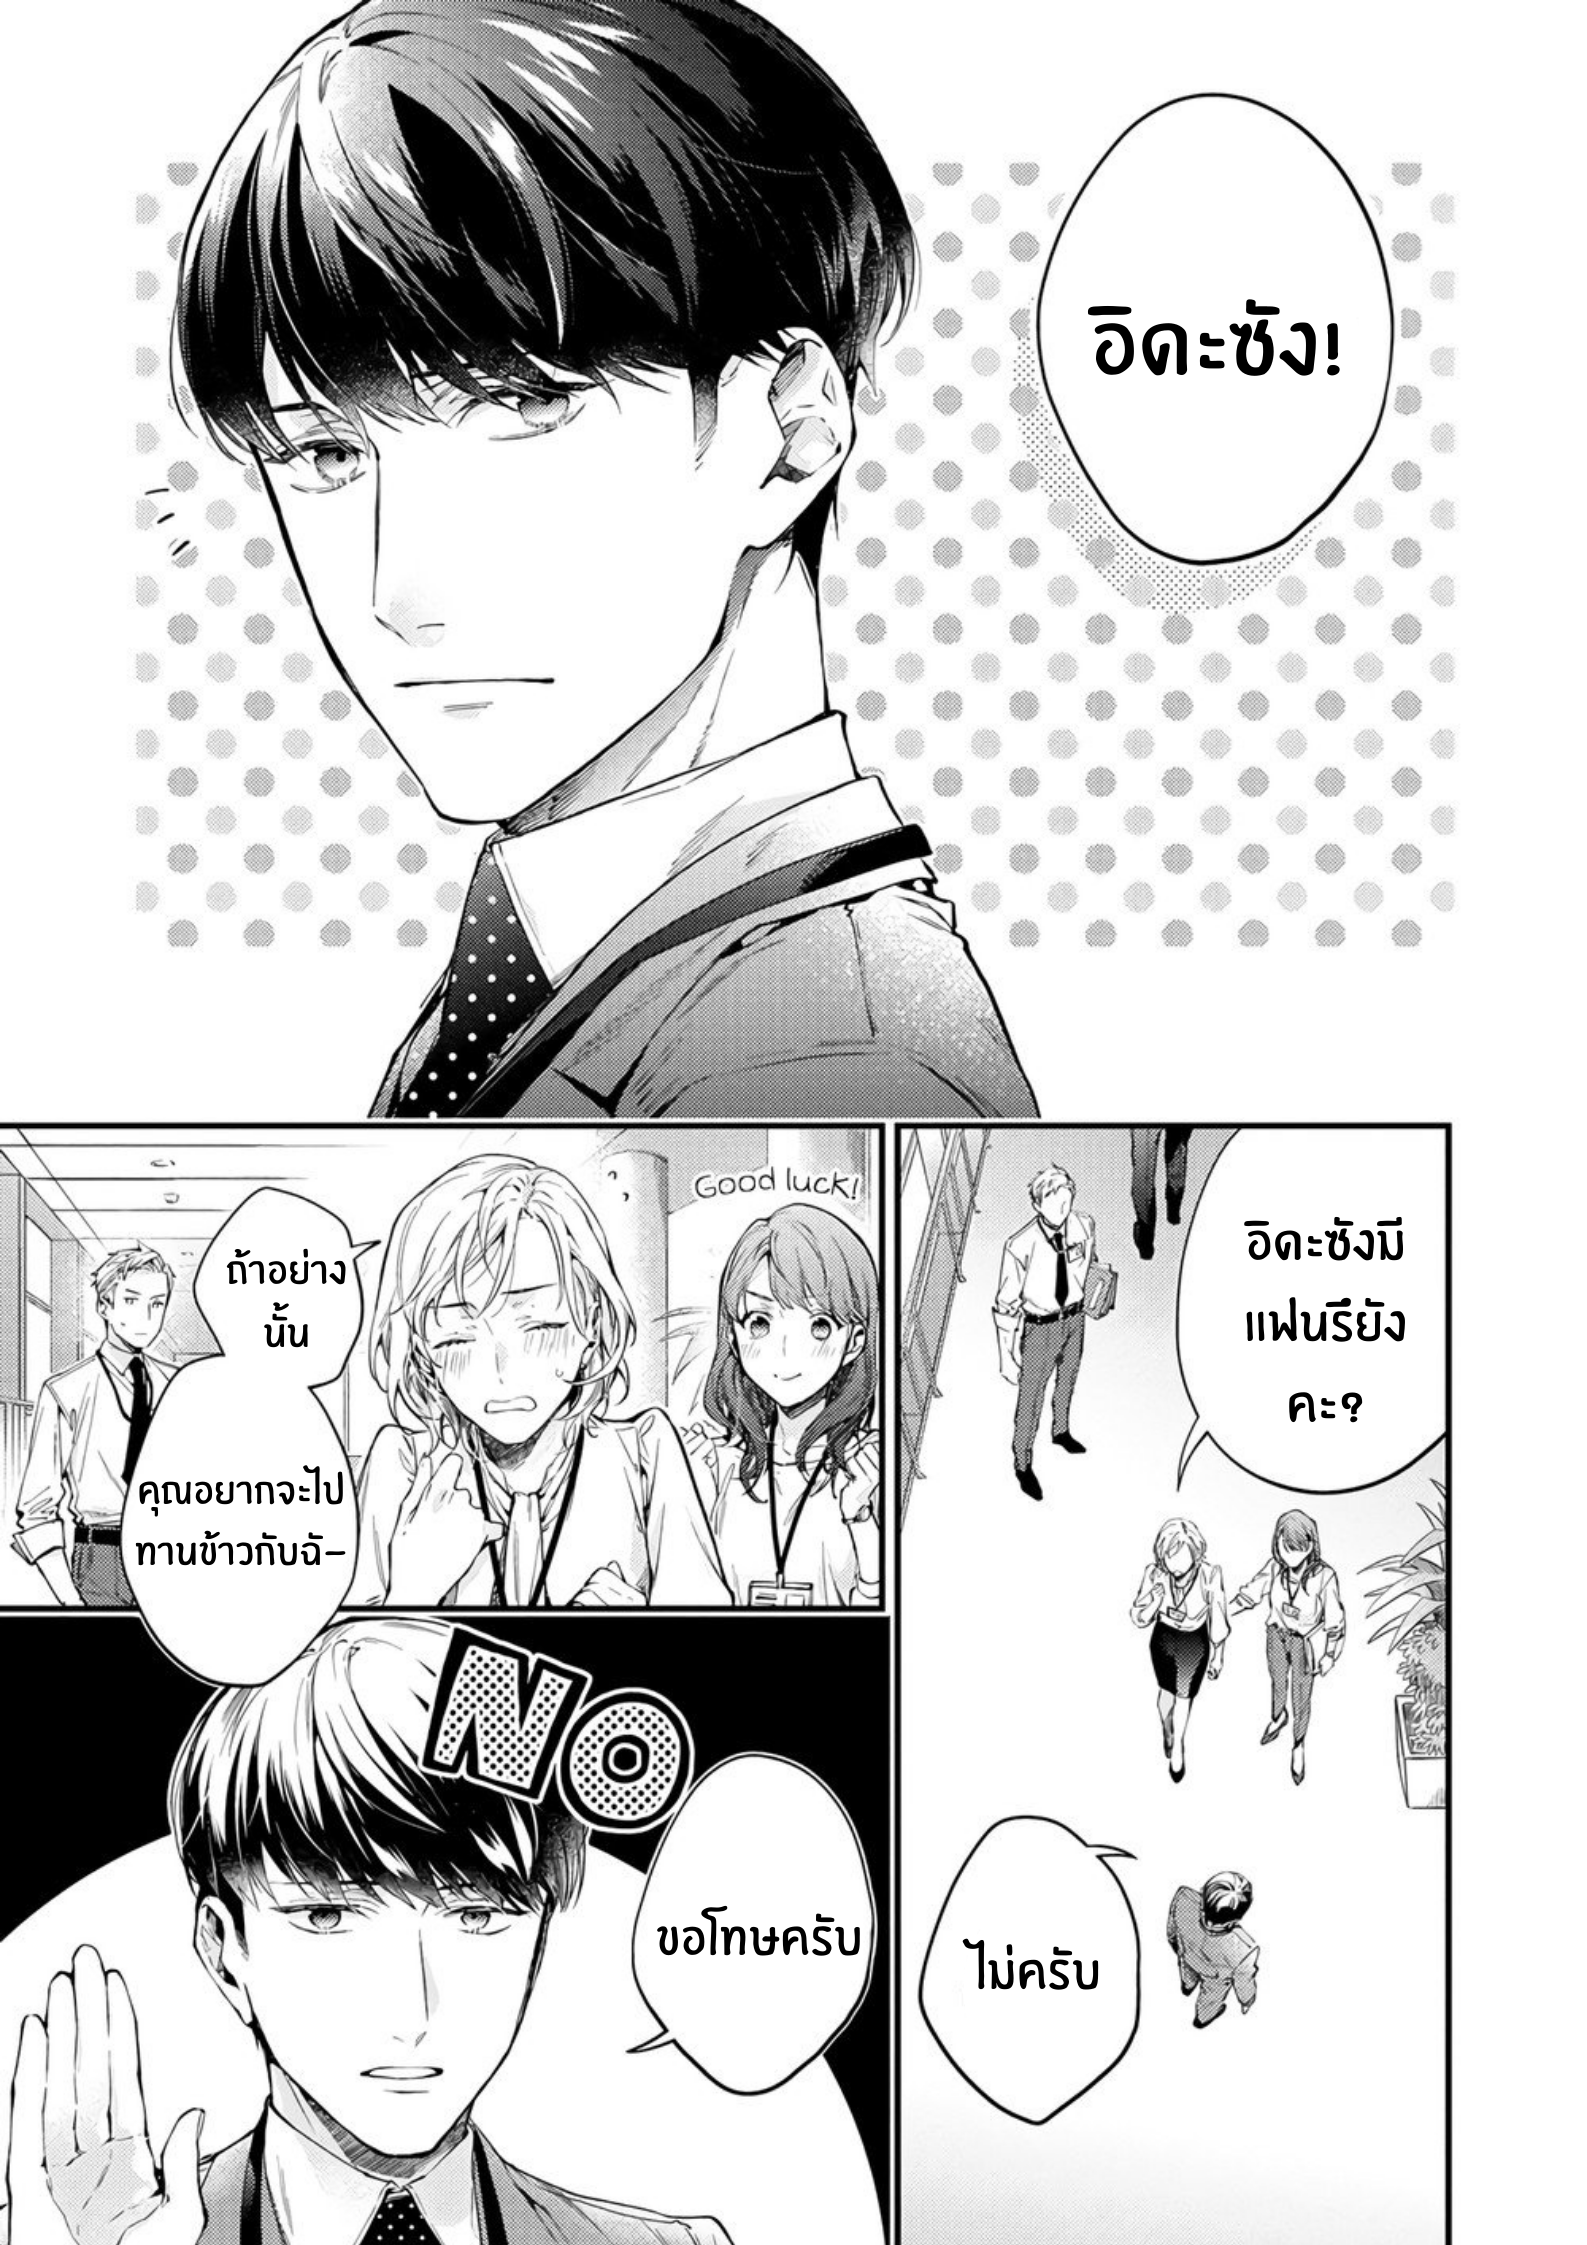 อิดะซัง!
อิดะซังมี
แฟนรึยัง
คะ?
ไม่ครับ
Good luck!
ถ้าอย่าง
นั้น
คุณอยากจะไป
ทานข้าวกับฉั–
NO
ขอโทษครับ